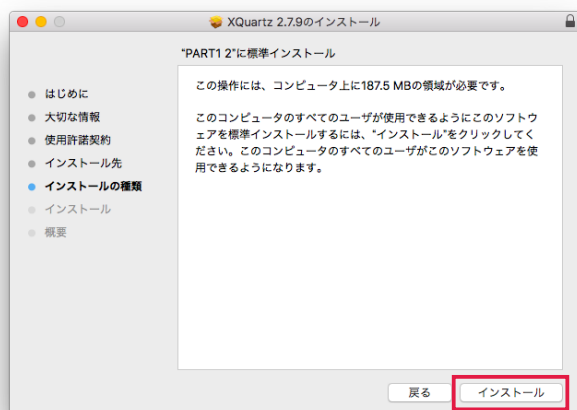 XQuartz 2.7.9のインストール
"PART1 2"に標準インストール
はじめに
大切な情報
使用許諾契約
インストール先
インストールの種類
インストール
概要
この操作には、コンピュータ上に187.5 MBの領域が必要です。
このコンピュータのすべてのユーザが使用できるようにこのソフトウ
ェアを標準インストールするには、"インストール"をクリックしてく
ださい。このコンピュータのすべてのユーザがこのソフトウェアを使
用できるようになります。
戻る
インストール